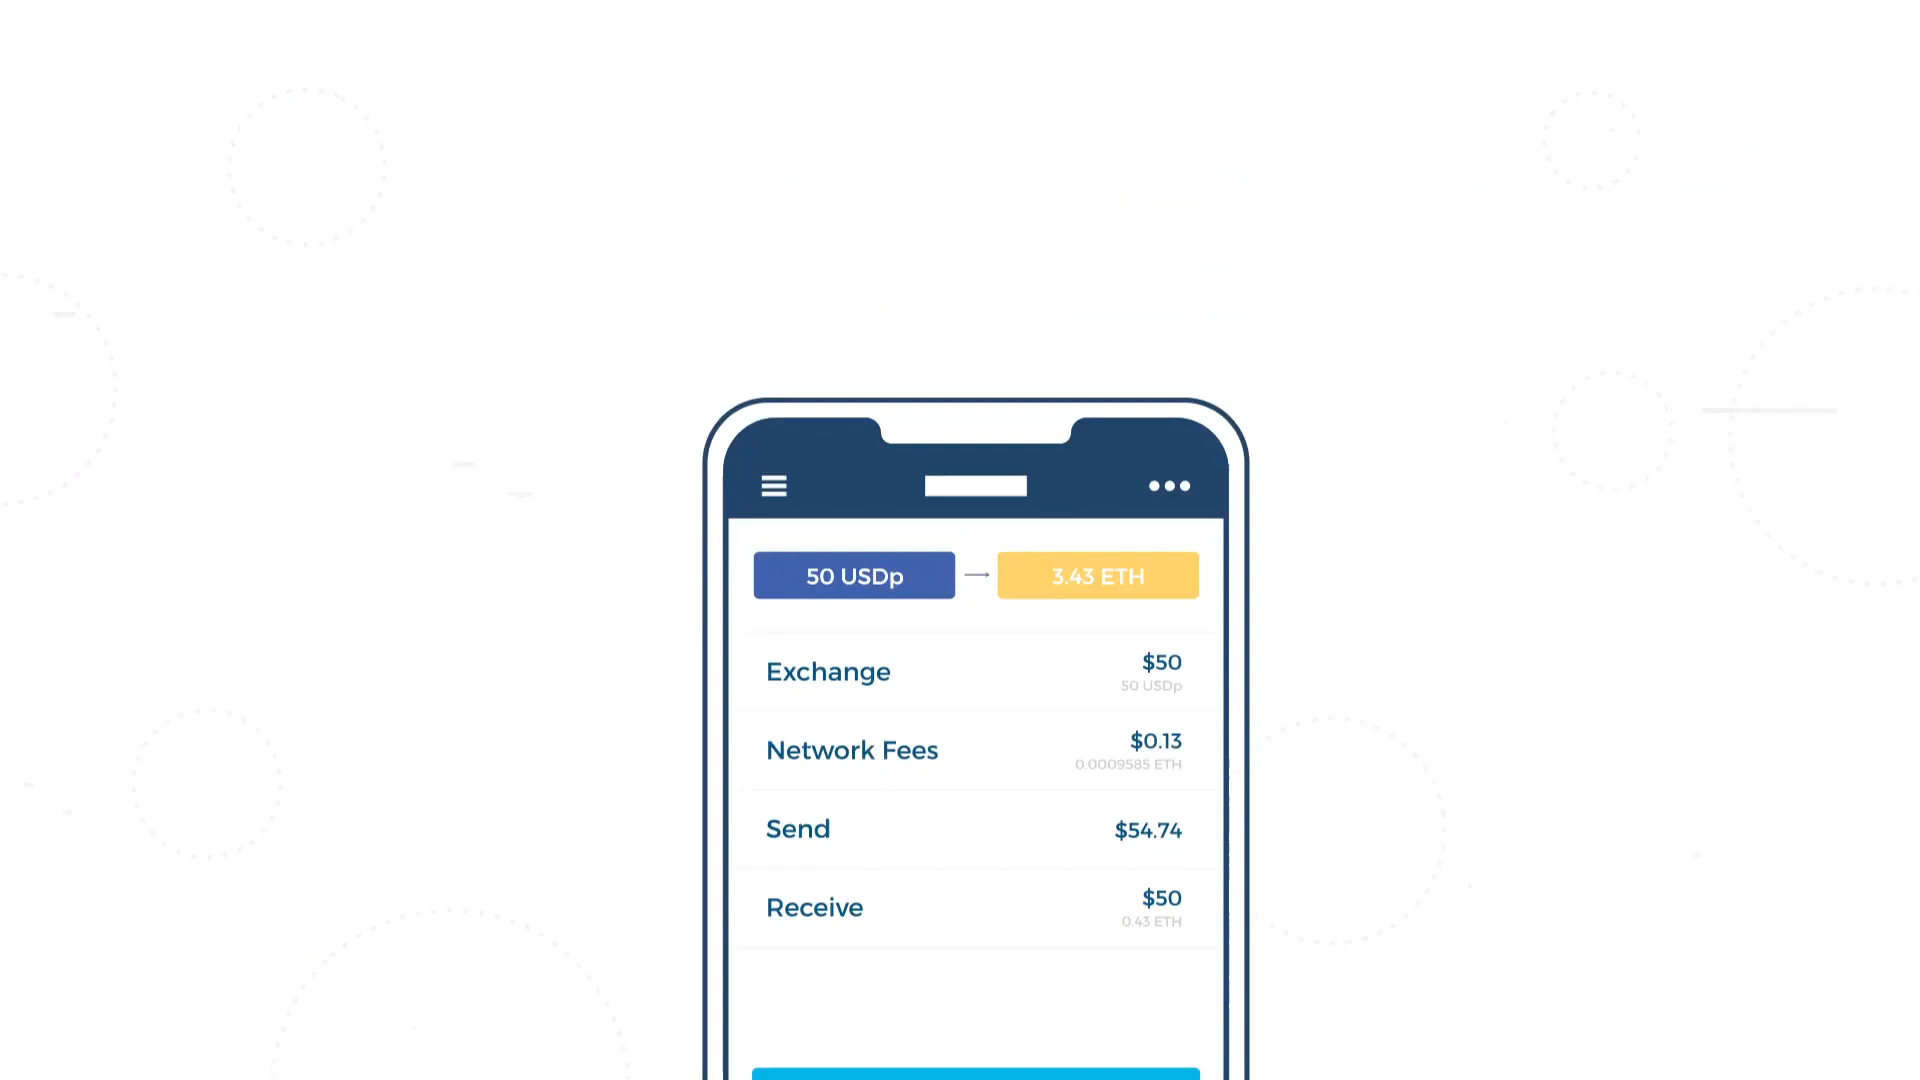 50 USDp → 3.43 ETH
Exchange $50
50 USDp
Network Fees $0.13
0.0009585 ETH
Send $54.74
Receive $50
0.43 ETH